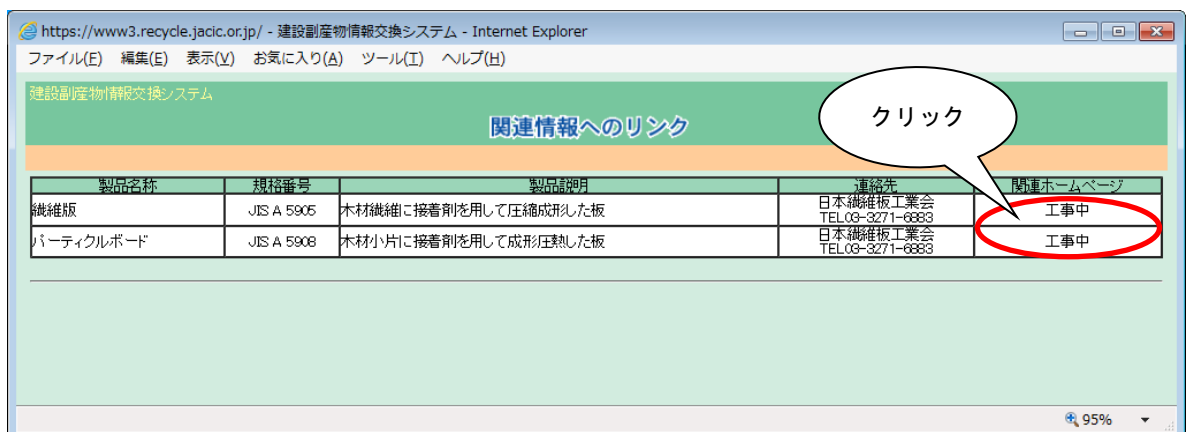 https://www3.recycle.jacic.or.jp/ - 建設副産物情報交換システム - Internet Explorer
ファイル(F) 編集(E) 表示(V) お気に入り(A) ツール(T) ヘルプ(H)
建設副産物情報交換システム
関連情報へのリンク
クリック
製品名称 規格番号 製品説明 連絡先 関連ホームページ
繊維版 JIS A 5905 木材繊維に接着剤を用して圧縮成形した板 日本繊維板工業会 工事中
TEL03-3271-6883
パーティクルボード JIS A 5908 木材小片に接着剤を用して成形圧熱した板 日本繊維板工業会 工事中
TEL03-3271-6883
95%